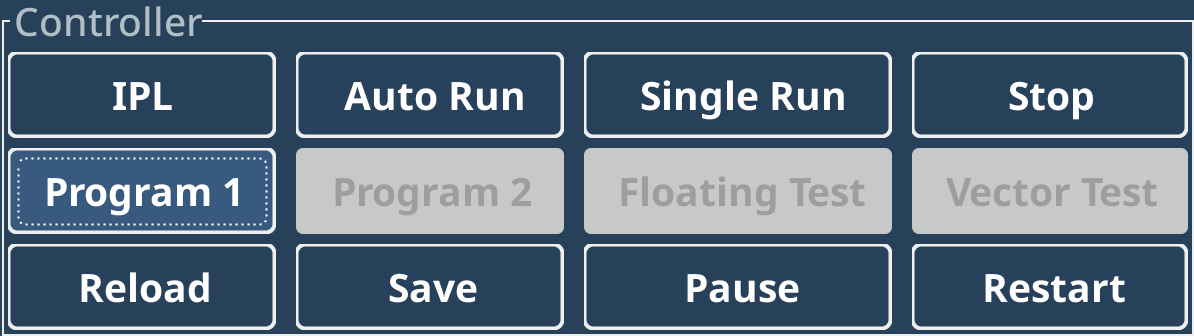 Controller
IPL Auto Run Single Run Stop
Program 1 Program 2 Floating Test Vector Test
Reload Save Pause Restart